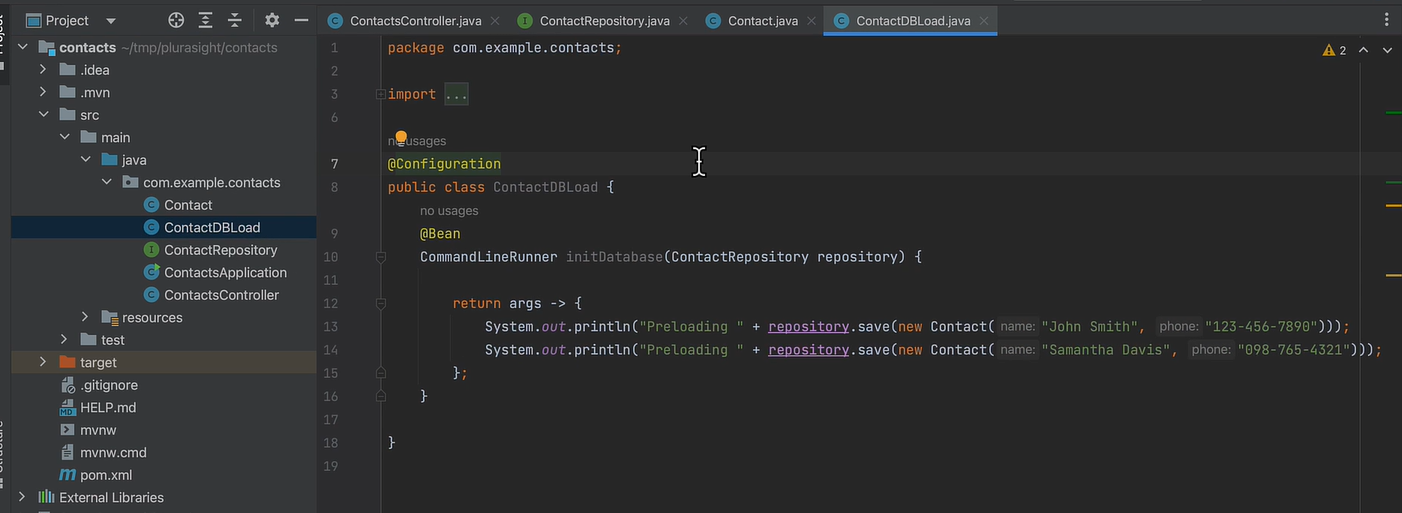 Project
ContactsController.java
ContactRepository.java
Contact.java
ContactDBLoad.java
contacts ~/tmp/plurasight/contacts
.idea
.mvn
src
main
java
com.example.contacts
Contact
ContactDBLoad
ContactRepository
ContactsApplication
ContactsController
resources
test
target
.gitignore
HELP.md
mvnw
mvnw.cmd
pom.xml
External Libraries
2
1 package com.example.contacts;
2
3 import ...
6
usages
7 @Configuration
8 public class ContactDBLoad {
no usages
9 @Bean
10 CommandLineRunner initDatabase(ContactRepository repository) {
11
12 return args -> {
13 System.out.println("Preloading " + repository.save(new Contact( name: "John Smith", phone: "123-456-7890")));
14 System.out.println("Preloading " + repository.save(new Contact( name: "Samantha Davis", phone: "098-765-4321")));
15 };
16 }
17
18 }
19